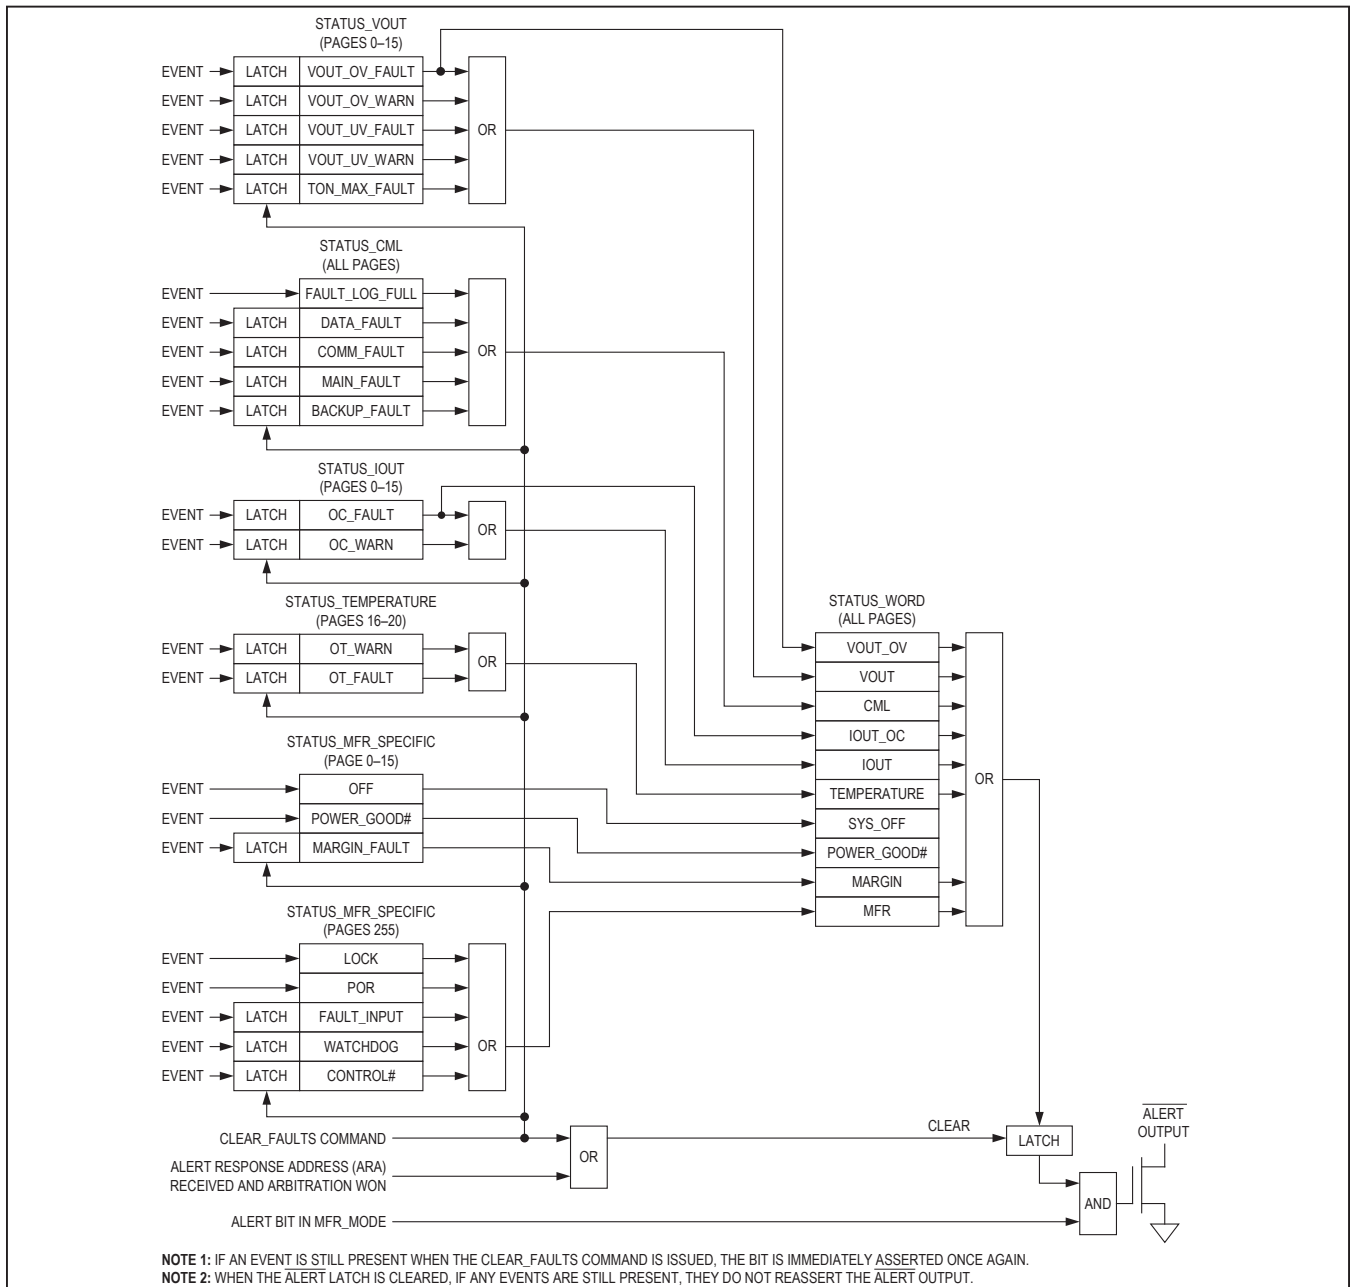 STATUS_VOUT
(PAGES 0–15)
EVENT LATCH VOUT_OV_FAULT
EVENT LATCH VOUT_OV_WARN
EVENT LATCH VOUT_UV_FAULT OR
EVENT LATCH VOUT_UV_WARN
EVENT LATCH TON_MAX_FAULT
STATUS_CML
(ALL PAGES)
EVENT FAULT_LOG_FULL
EVENT LATCH DATA_FAULT
EVENT LATCH COMM_FAULT OR
EVENT LATCH MAIN_FAULT
EVENT LATCH BACKUP_FAULT
STATUS_IOUT
(PAGES 0–15)
EVENT LATCH OC_FAULT
OR
EVENT LATCH OC_WARN
STATUS_TEMPERATURE
(PAGES 16–20)
EVENT LATCH OT_WARN
OR
EVENT LATCH OT_FAULT
STATUS_MFR_SPECIFIC
(PAGE 0–15)
EVENT OFF
EVENT POWER_GOOD#
EVENT LATCH MARGIN_FAULT
STATUS_MFR_SPECIFIC
(PAGES 255)
EVENT LOCK
EVENT POR
EVENT LATCH FAULT_INPUT
EVENT LATCH WATCHDOG OR
EVENT LATCH CONTROL#
STATUS_WORD
(ALL PAGES)
VOUT_OV
VOUT
CML
IOUT_OC
IOUT
OR
TEMPERATURE
SYS_OFF
POWER_GOOD#
MARGIN
MFR
CLEAR_FAULTS COMMAND
ALERT RESPONSE ADDRESS (ARA)
RECEIVED AND ARBITRATION WON
OR
CLEAR
LATCH
ALERT
OUTPUT
AND
ALERT BIT IN MFR_MODE
NOTE 1: IF AN EVENT IS STILL PRESENT WHEN THE CLEAR_FAULTS COMMAND IS ISSUED, THE BIT IS IMMEDIATELY ASSERTED ONCE AGAIN.
NOTE 2: WHEN THE ALERT LATCH IS CLEARED, IF ANY EVENTS ARE STILL PRESENT, THEY DO NOT REASSERT THE ALERT OUTPUT.